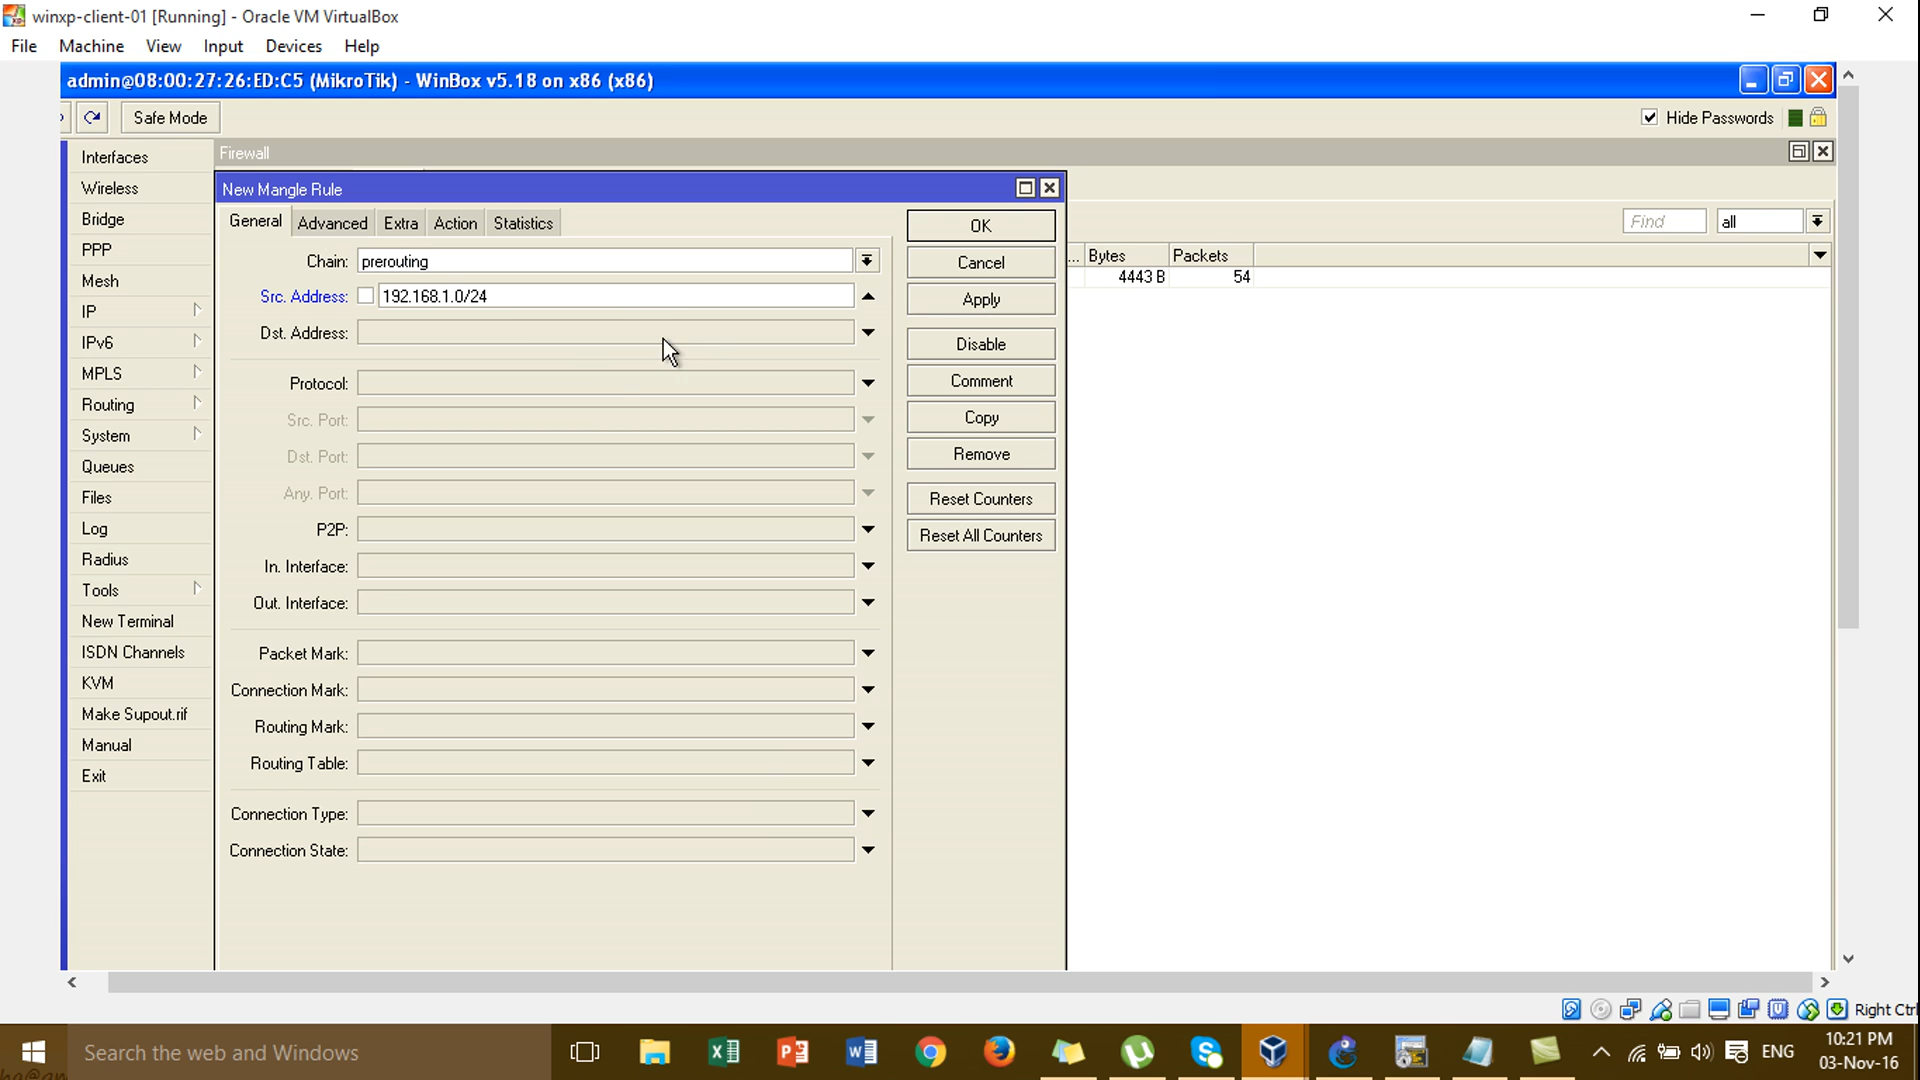 winxp-client-01 [Running] - Oracle VM VirtualBox
File Machine View Input Devices Help
admin@08:00:27:26:ED:C5 (MikroTik) - WinBox v5.18 on x86 (x86)
Safe Mode
Hide Passwords
Interfaces
Wireless
Bridge
PPP
Mesh
IP
IPv6
MPLS
Routing
System
Queues
Files
Log
Radius
Tools
New Terminal
ISDN Channels
KVM
Make Supout.rif
Manual
Exit
Firewall
New Mangle Rule
General Advanced Extra Action Statistics
Chain: prerouting
Src. Address: 192.168.1.0/24
Dst. Address:
Protocol:
Src. Port:
Dst. Port:
Any. Port:
P2P:
In. Interface:
Out. Interface:
Packet Mark:
Connection Mark:
Routing Mark:
Routing Table:
Connection Type:
Connection State:
OK
Cancel
Apply
Disable
Comment
Copy
Remove
Reset Counters
Reset All Counters
Find all
... Bytes Packets
4443 B 54
Right Ctrl
Search the web and Windows
ENG
10:21 PM
03-Nov-16